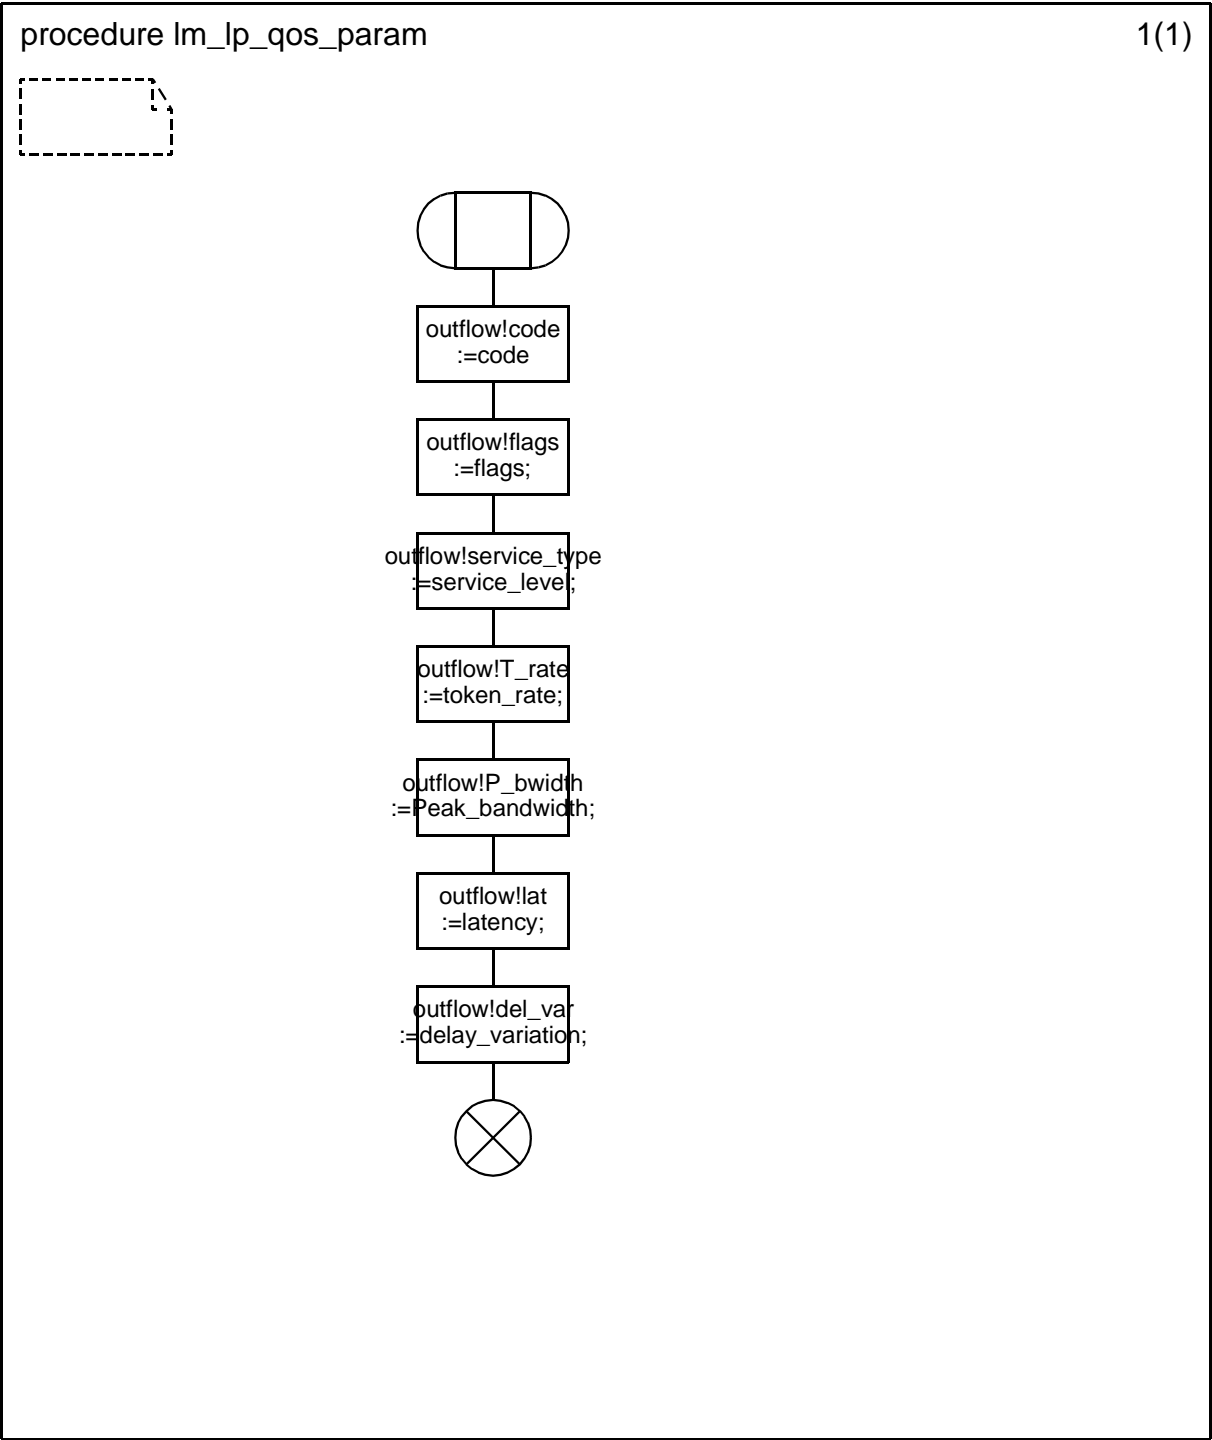 procedure lm_lp_qos_param
1(1)
outflow!code
:=code
outflow!flags
:=flags;
outflow!service_type
:=service_level;
outflow!T_rate
:=token_rate;
outflow!P_bwidth
:=Peak_bandwidth;
outflow!lat
:=latency;
outflow!del_var
:=delay_variation;